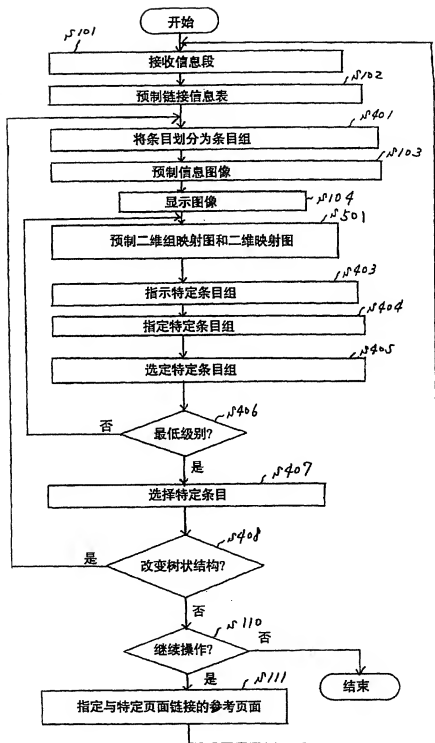 开始
s101
接收信息段
s102
预制链接信息表
s401
将条目划分为条目组
s103
预制信息图像
s104
显示图像
s501
预制二维组映射图和二维映射图
s403
指示特定条目组
s404
指定特定条目组
s405
选定特定条目组
s406
否
最低级别?
是
s407
选择特定条目
s408
是
改变树状结构?
否
s110
否
继续操作?
是
结束
s111
指定与特定页面链接的参考页面